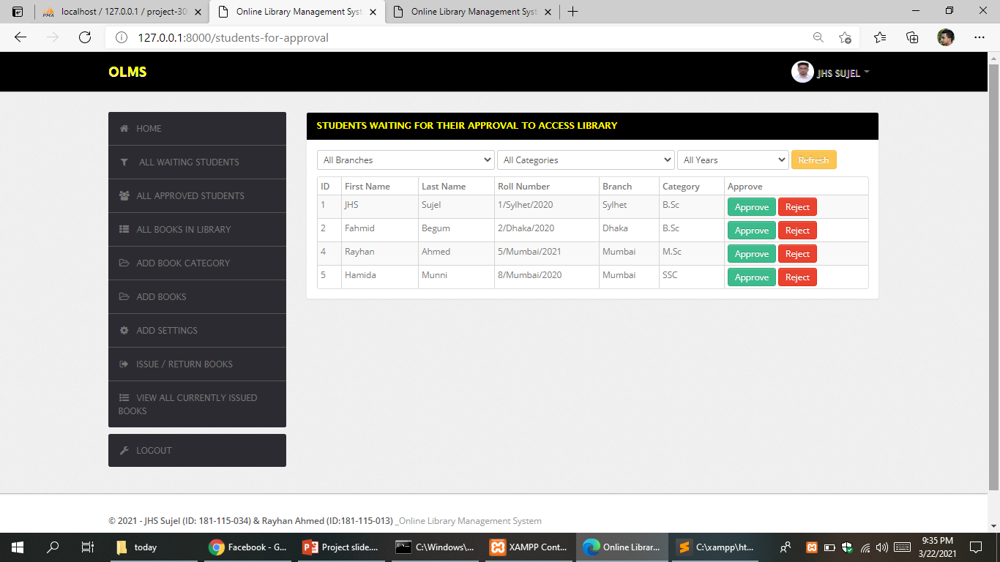 localhost / 127.0.0.1 / project-30
Online Library Management Syst
Online Library Management Syst
127.0.0.1:8000/students-for-approval
OLMS
JHS SUJEL
HOME
ALL WAITING STUDENTS
ALL APPROVED STUDENTS
ALL BOOKS IN LIBRARY
ADD BOOK CATEGORY
ADD BOOKS
ADD SETTINGS
ISSUE / RETURN BOOKS
VIEW ALL CURRENTLY ISSUED
BOOKS
LOGOUT
STUDENTS WAITING FOR THEIR APPROVAL TO ACCESS LIBRARY
All Branches All Categories All Years Refresh
ID First Name Last Name Roll Number Branch Category Approve
1 JHS Sujel 1/Sylhet/2020 Sylhet B.Sc Approve Reject
2 Fahmid Begum 2/Dhaka/2020 Dhaka B.Sc Approve Reject
4 Rayhan Ahmed 5/Mumbai/2021 Mumbai M.Sc Approve Reject
5 Hamida Munni 8/Mumbai/2020 Mumbai SSC Approve Reject
© 2021 - JHS Sujel (ID: 181-115-034) & Rayhan Ahmed (ID:181-115-013) _Online Library Management System
today
Facebook - G...
Project slide....
C:\Windows\...
XAMPP Cont...
Online Librar...
C:\xampp\ht...
9:35 PM
3/22/2021